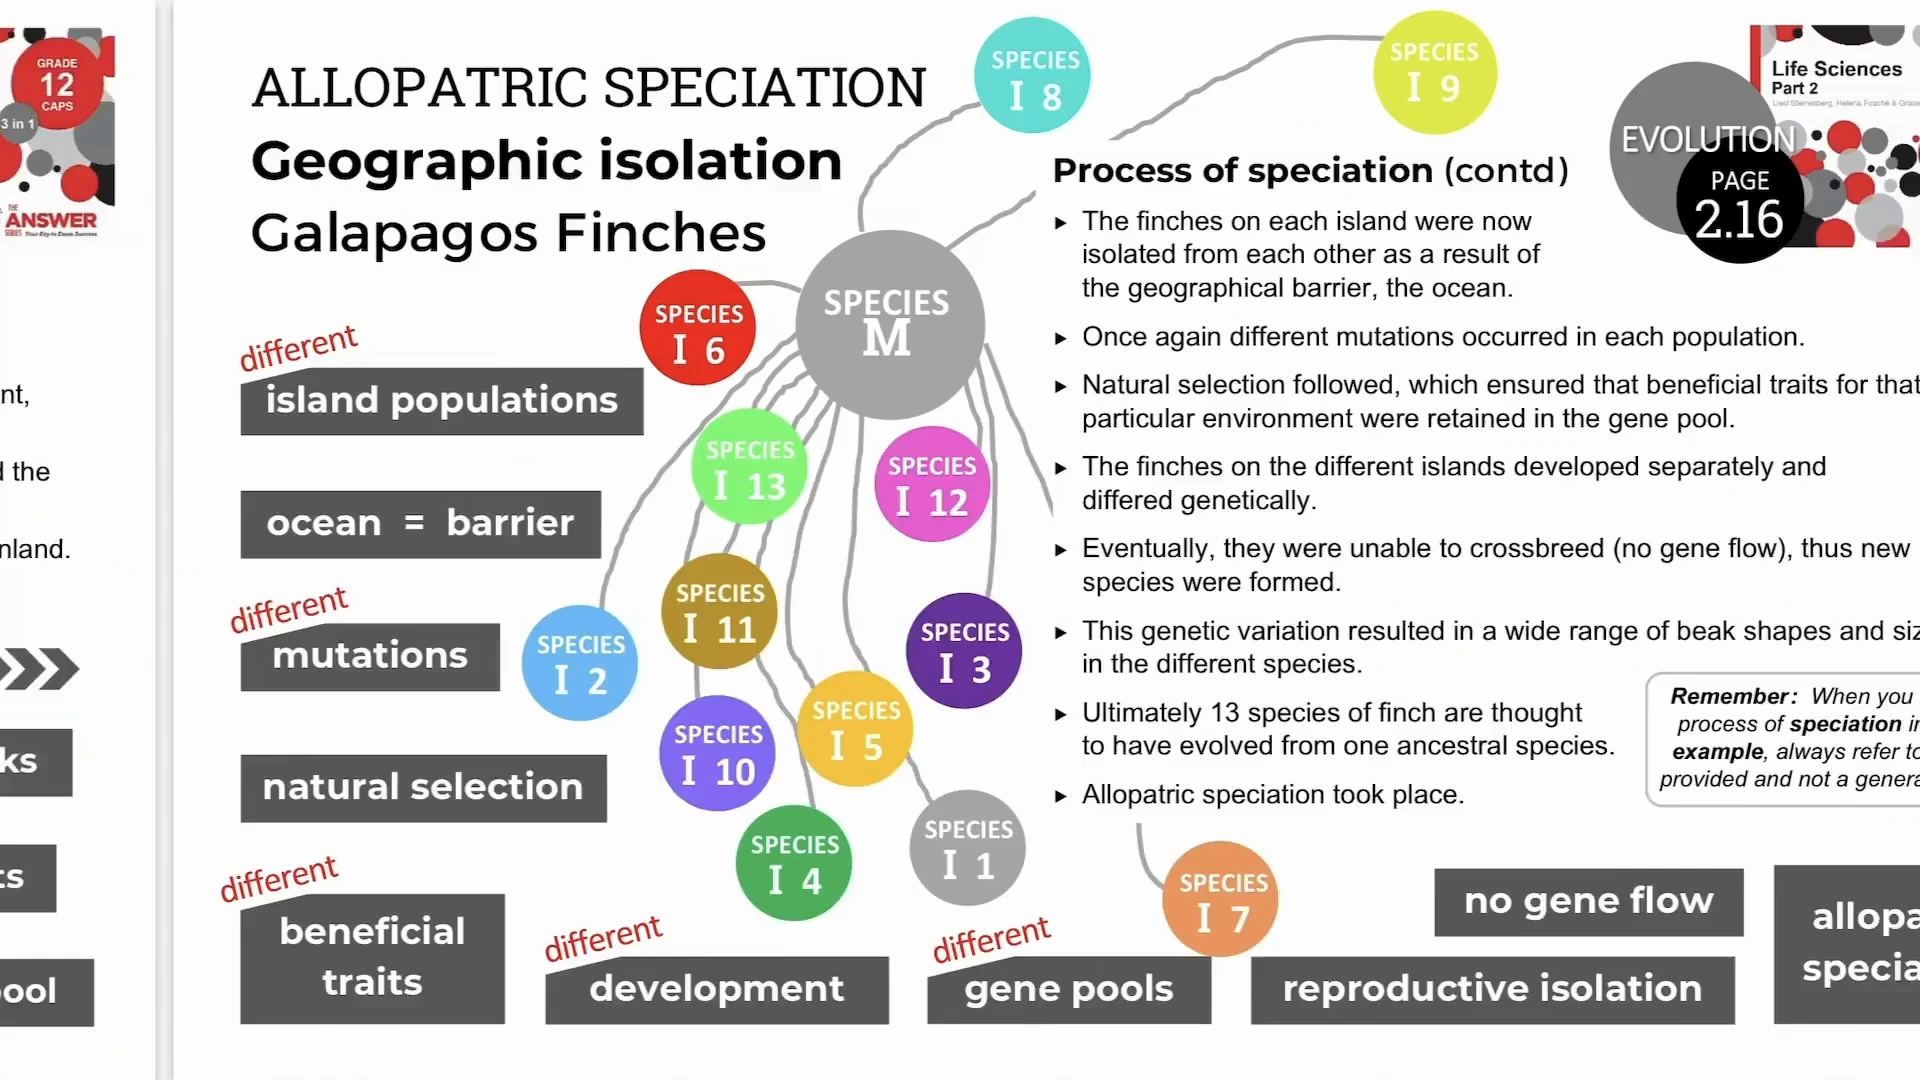 GRADE
12
CAPS
3 in 1
THE
ANSWER
SERIES Your Key to Exam Success
nt,
d the
nland.
ks
ts
ool
ALLOPATRIC SPECIATION
Geographic isolation
Galapagos Finches
different
island populations
ocean = barrier
different
mutations
natural selection
different
beneficial
traits
different
development
different
gene pools
reproductive isolation
no gene flow
allopa
specia
SPECIES
M
SPECIES
I 8
SPECIES
I 9
SPECIES
I 6
SPECIES
I 13
SPECIES
I 12
SPECIES
I 11
SPECIES
I 2
SPECIES
I 3
SPECIES
I 10
SPECIES
I 5
SPECIES
I 4
SPECIES
I 1
SPECIES
I 7
Process of speciation (contd)
▸ The finches on each island were now
isolated from each other as a result of
the geographical barrier, the ocean.
▸ Once again different mutations occurred in each population.
▸ Natural selection followed, which ensured that beneficial traits for that
particular environment were retained in the gene pool.
▸ The finches on the different islands developed separately and
differed genetically.
▸ Eventually, they were unable to crossbreed (no gene flow), thus new
species were formed.
▸ This genetic variation resulted in a wide range of beak shapes and siz
in the different species.
▸ Ultimately 13 species of finch are thought
to have evolved from one ancestral species.
▸ Allopatric speciation took place.
Remember: When you
process of speciation in
example, always refer to
provided and not a genera
Life Sciences
Part 2
EVOLUTION
PAGE
2.16